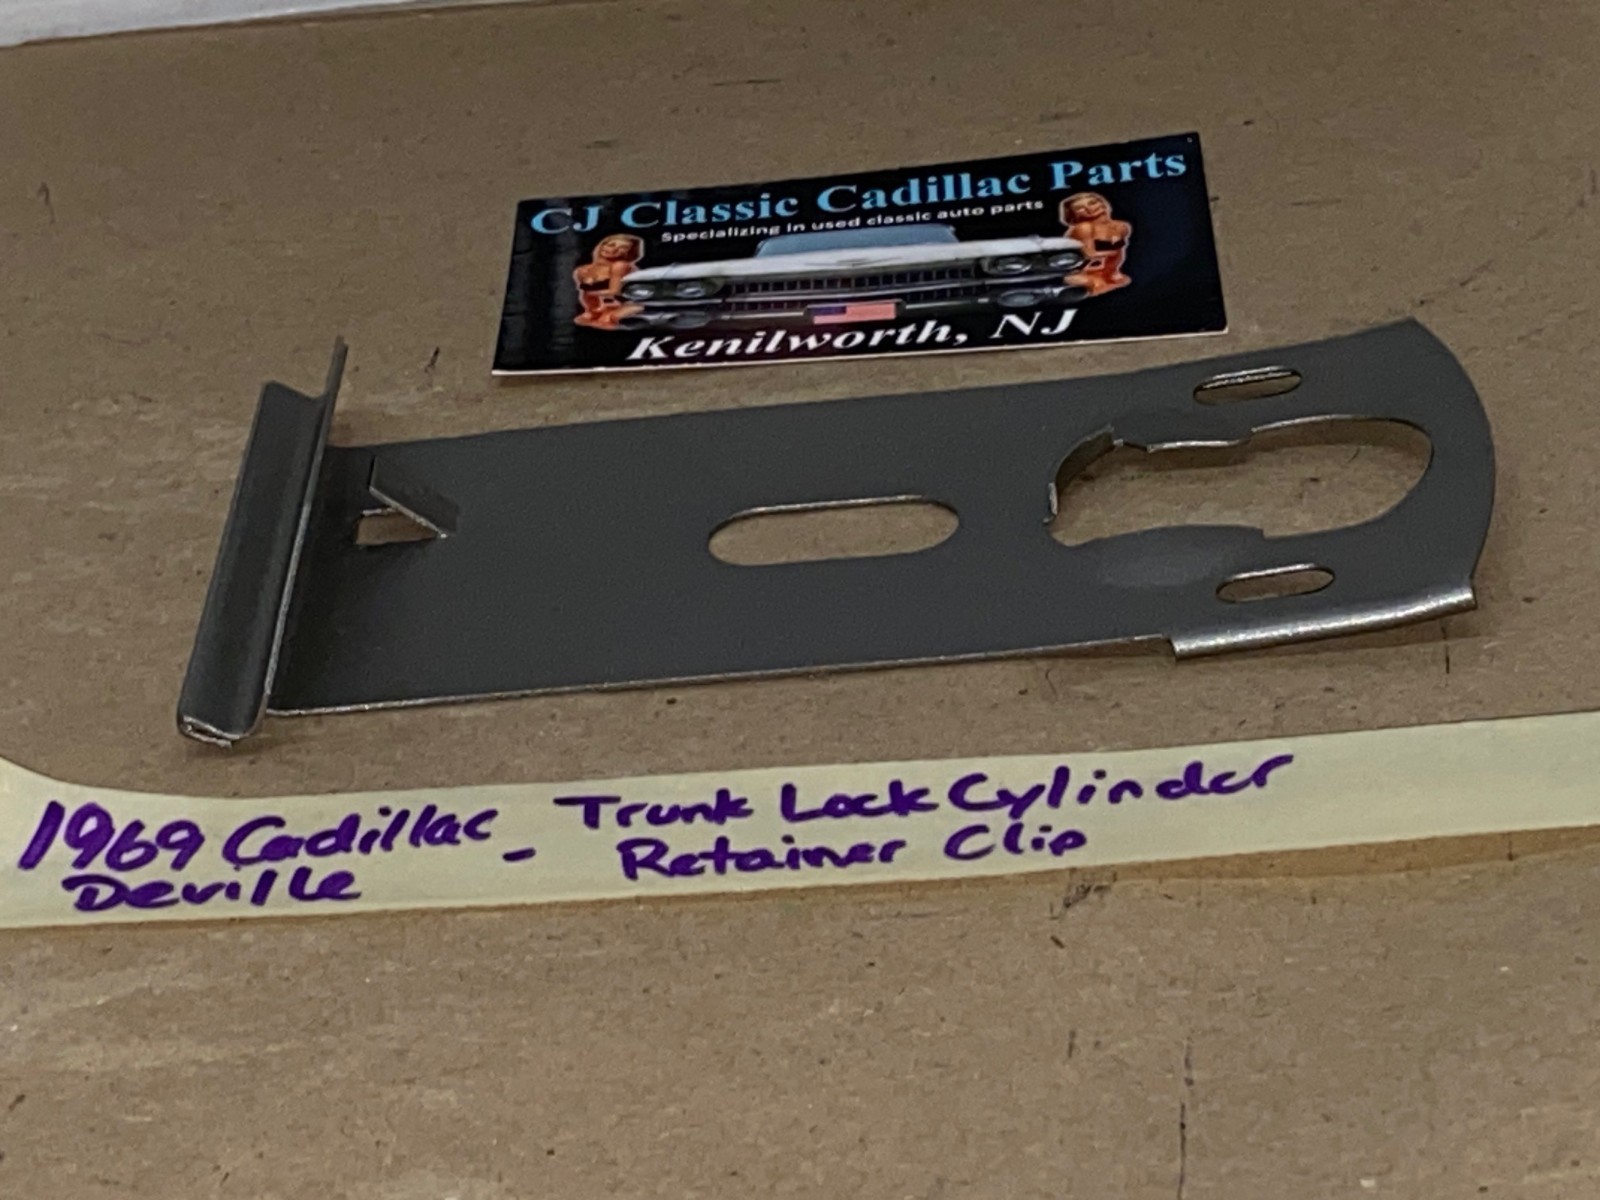 CJ Classic Cadillac Parts
Specializing in used classic auto parts
Kenilworth, NJ
1969 Cadillac - Trunk Lock Cylinder
Deville Retainer Clip